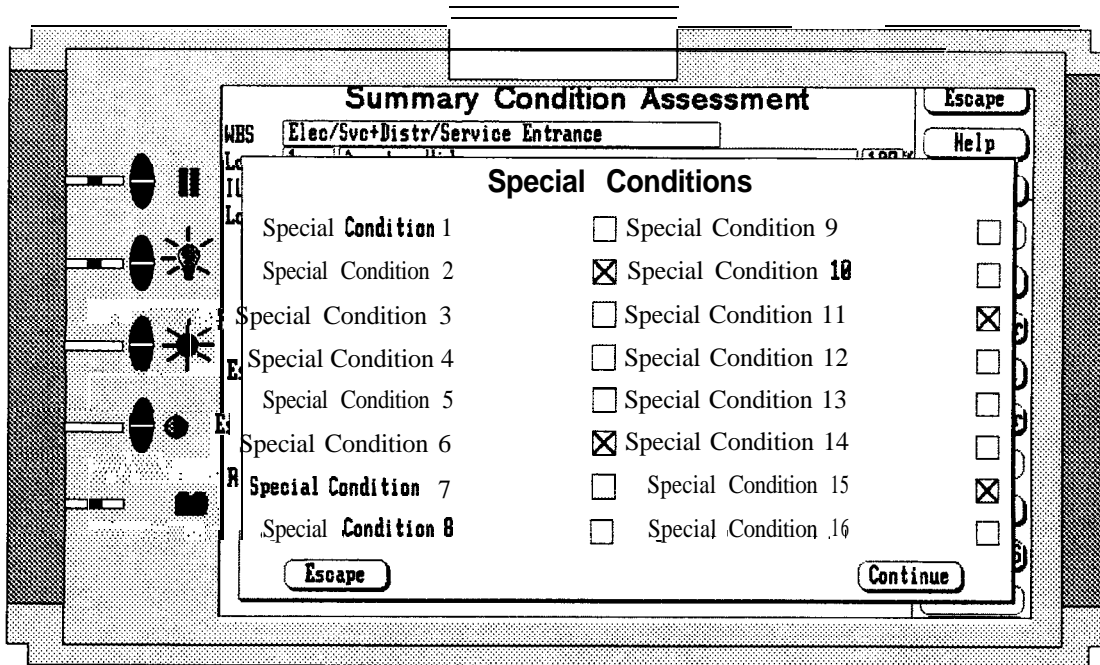 Summary Condition Assessment
Escape
WBS Elec/Svc+Distr/Service Entrance
Help
Special Conditions
Special Condition 1
Special Condition 9
Special Condition 2
Special Condition 10
Special Condition 3
Special Condition 11
Special Condition 4
Special Condition 12
Special Condition 5
Special Condition 13
Special Condition 6
Special Condition 14
Special Condition 7
Special Condition 15
Special Condition 8
Special Condition 16
Escape
Continue